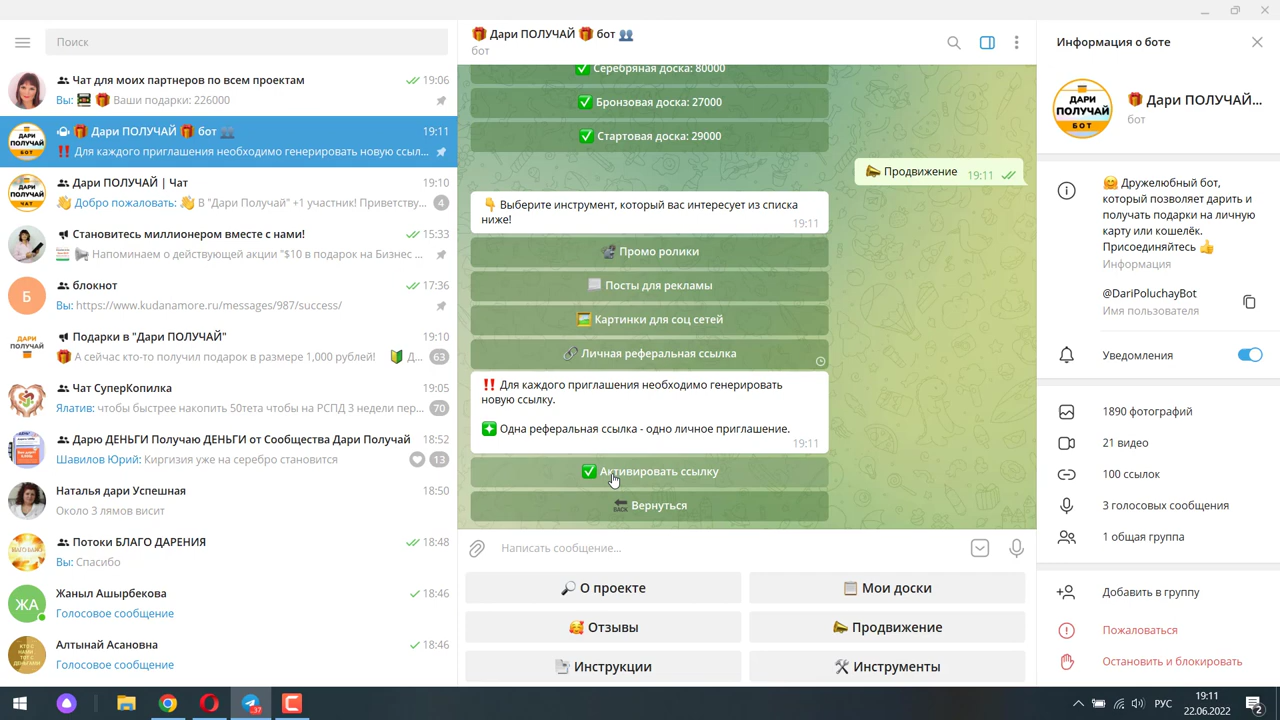 Поиск
Чат для моих партнеров по всем проектам
19:06
Вы: Ваши подарки: 226000
Дари ПОЛУЧАЙ бот
19:11
Для каждого приглашения необходимо генерировать новую ссыл...
Дари ПОЛУЧАЙ | Чат
19:10
Добро пожаловать: В "Дари Получай" +1 участник! Приветству...
4
Становитесь миллионером вместе с нами!
15:33
Напоминаем о действующей акции "$10 в подарок на Бизнес ...
Б
блокнот
17:36
Вы: https://www.kudanamore.ru/messages/987/success/
Подарки в "Дари ПОЛУЧАЙ"
19:10
А сейчас кто-то получил подарок в размере 1,000 рублей! Д...
63
Чат СуперКопилка
19:05
Ялатив: чтобы быстрее накопить 50тета чтобы на РСПД 3 недели пер...
70
Дарю ДЕНЬГИ Получаю ДЕНЬГИ от Сообщества Дари Получай
18:52
Шавилов Юрий: Киргизия уже на серебро становится
13
Наталья дари Успешная
18:50
Около 3 лямов висит
Потоки БЛАГО ДАРЕНИЯ
18:48
Вы: Спасибо
ЖА
Жаныл Ашырбекова
18:46
Голосовое сообщение
Алтынай Асановна
18:46
Голосовое сообщение
Дари ПОЛУЧАЙ бот
бот
Серебряная доска: 80000
Бронзовая доска: 27000
Стартовая доска: 29000
Продвижение
19:11
Выберите инструмент, который вас интересует из списка
ниже!
19:11
Промо ролики
Посты для рекламы
Картинки для соц сетей
Личная реферальная ссылка
Для каждого приглашения необходимо генерировать
новую ссылку.
Одна реферальная ссылка - одно личное приглашение.
19:11
Активировать ссылку
BACK Вернуться
Написать сообщение...
О проекте
Мои доски
Отзывы
Продвижение
Инструкции
Инструменты
Информация о боте
ДАРИ
ПОЛУЧАЙ
БОТ
Дари ПОЛУЧАЙ...
бот
Дружелюбный бот,
который позволяет дарить и
получать подарки на личную
карту или кошелёк.
Присоединяйтесь
Информация
@DariPoluchayBot
Имя пользователя
Уведомления
1890 фотографий
21 видео
100 ссылок
3 голосовых сообщения
1 общая группа
Добавить в группу
Пожаловаться
Остановить и блокировать
37
РУС
19:11
22.06.2022
2